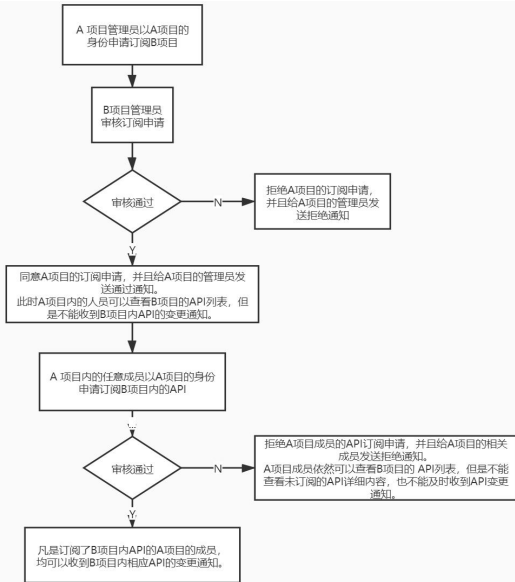 A 项目管理员以A项目的
身份申请订阅B项目
B项目管理员
审核订阅申请
审核通过
N
拒绝A项目的订阅申请，
并且给A项目的管理员发
送拒绝通知
Y
同意A项目的订阅申请，并且给A项目的管理员发
送通过通知。
此时A项目内的人员可以查看B项目的API列表，但
是不能收到B项目内API的变更通知。
A 项目内的任意成员以A项目的身份
申请订阅B项目内的API
审核通过
N
拒绝A项目成员的API订阅申请，并且给A项目的相关
成员发送拒绝通知。
A项目成员依然可以查看B项目的 API列表，但是不能
查看未订阅的API详细内容，也不能及时收到API变更
通知。
Y
凡是订阅了B项目内API的A项目的成员，
均可以收到B项目内相应API的变更通知。